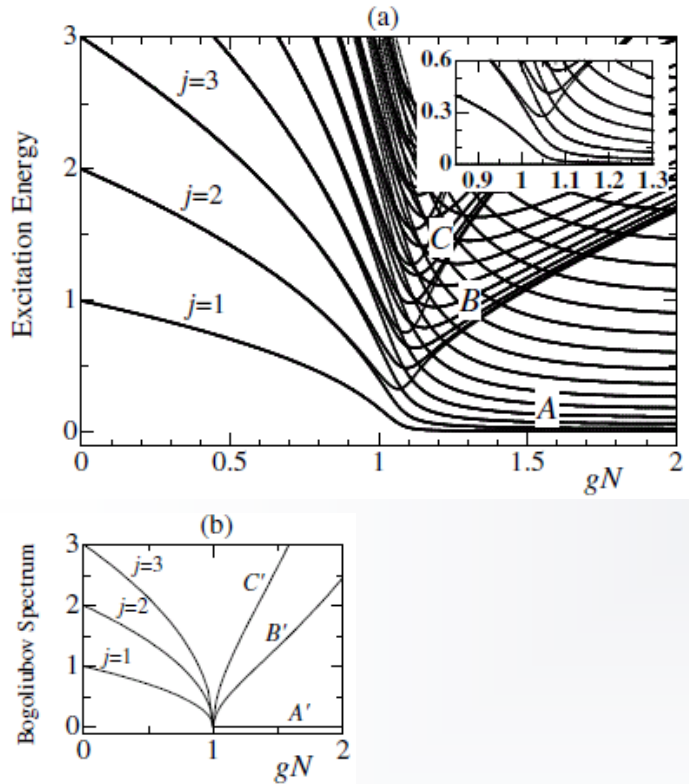 (a)
3
2
1
0
Excitation Energy
j=3
j=2
j=1
0.6
0.3
0
0.9 1 1.1 1.2 1.3
C
B
A
0 0.5 1 1.5 2
gN
(b)
3
2
1
0
Bogoliubov Spectrum
j=3
j=2
j=1
C'
B'
A'
0 1 2
gN